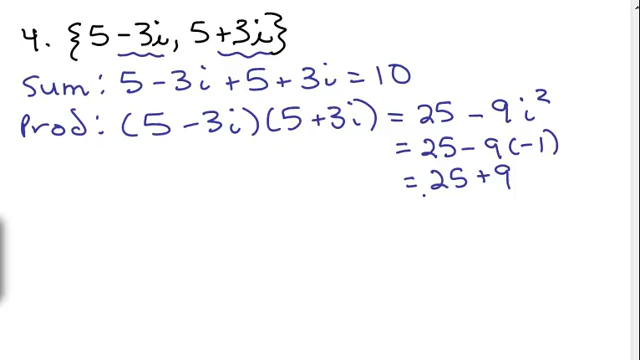 4. {5-3i, 5+3i}
Sum: 5-3i+5+3i=10
Prod: (5-3i)(5+3i) = 25 - 9i²
= 25 - 9(-1)
= 25 + 9